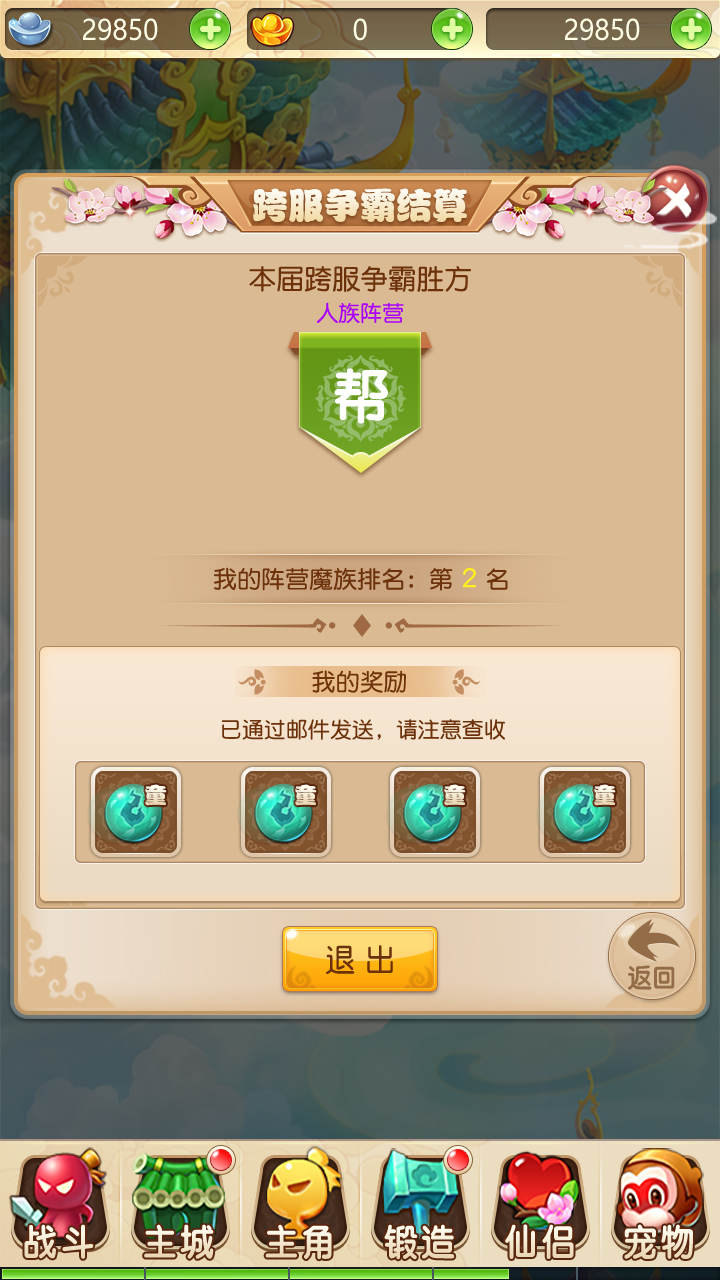 29850 0 29850
跨服争霸结算
本届跨服争霸胜方
人族阵营
帮
我的阵营魔族排名：第 2 名
我的奖励
已通过邮件发送，请注意查收
童 童 童 童
退出
返回
战斗 主城 主角 锻造 仙侣 宠物